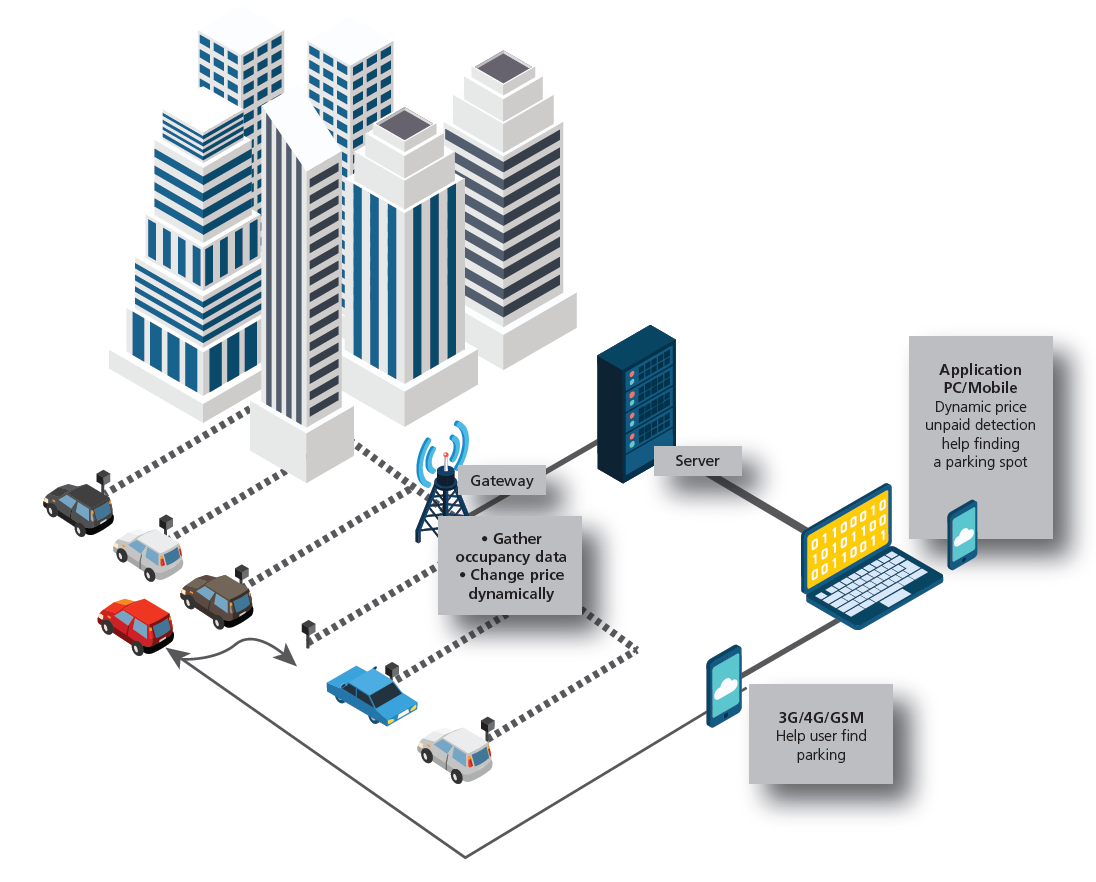 Application
PC/Mobile
Dynamic price
unpaid detection
help finding
a parking spot
Server
Gateway
• Gather
occupancy data
• Change price
dynamically
01100010
10101100
00110011
3G/4G/GSM
Help user find
parking